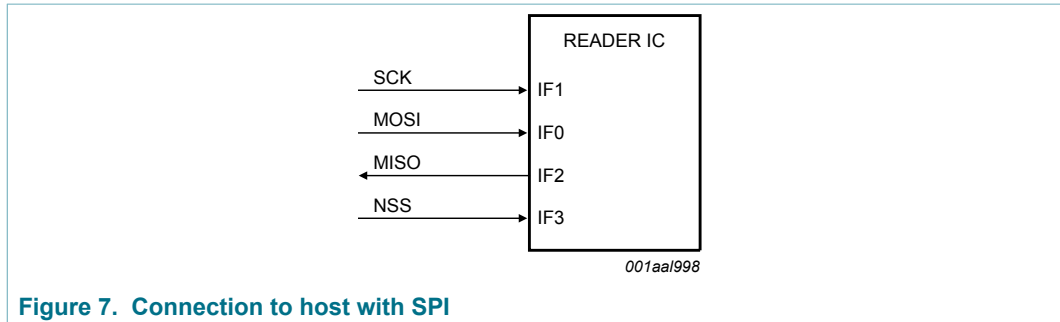 READER IC
SCK
IF1
MOSI
IF0
MISO
IF2
NSS
IF3
001aal998
Figure 7. Connection to host with SPI